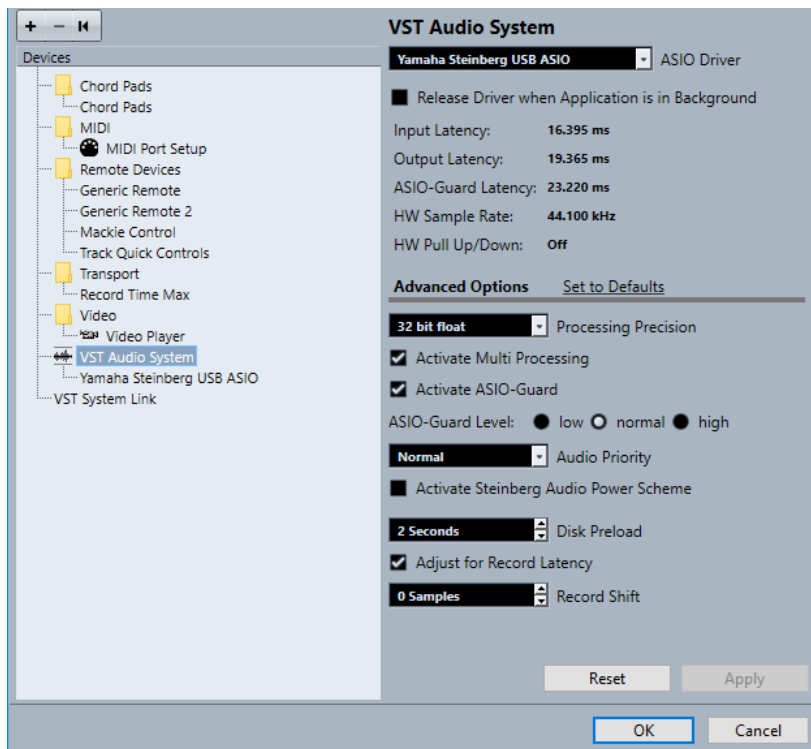 Devices
Chord Pads
Chord Pads
MIDI
MIDI Port Setup
Remote Devices
Generic Remote
Generic Remote 2
Mackie Control
Track Quick Controls
Transport
Record Time Max
Video
Video Player
VST Audio System
Yamaha Steinberg USB ASIO
VST System Link
VST Audio System
Yamaha Steinberg USB ASIO ASIO Driver
Release Driver when Application is in Background
Input Latency: 16.395 ms
Output Latency: 19.365 ms
ASIO-Guard Latency: 23.220 ms
HW Sample Rate: 44.100 kHz
HW Pull Up/Down: Off
Advanced Options Set to Defaults
32 bit float Processing Precision
Activate Multi Processing
Activate ASIO-Guard
ASIO-Guard Level: low normal high
Normal Audio Priority
Activate Steinberg Audio Power Scheme
2 Seconds Disk Preload
Adjust for Record Latency
0 Samples Record Shift
Reset Apply
OK Cancel